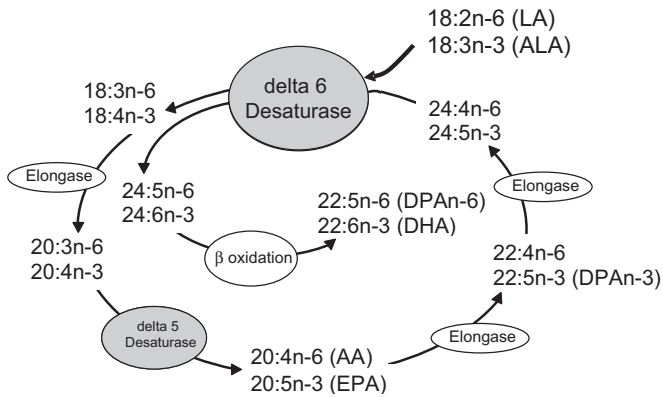 18:2n-6 (LA)
18:3n-3 (ALA)
delta 6
Desaturase
18:3n-6
18:4n-3
24:4n-6
24:5n-3
Elongase
24:5n-6
24:6n-3
Elongase
22:5n-6 (DPAn-6)
22:6n-3 (DHA)
20:3n-6
20:4n-3
β oxidation
22:4n-6
22:5n-3 (DPAn-3)
delta 5
Desaturase
Elongase
20:4n-6 (AA)
20:5n-3 (EPA)